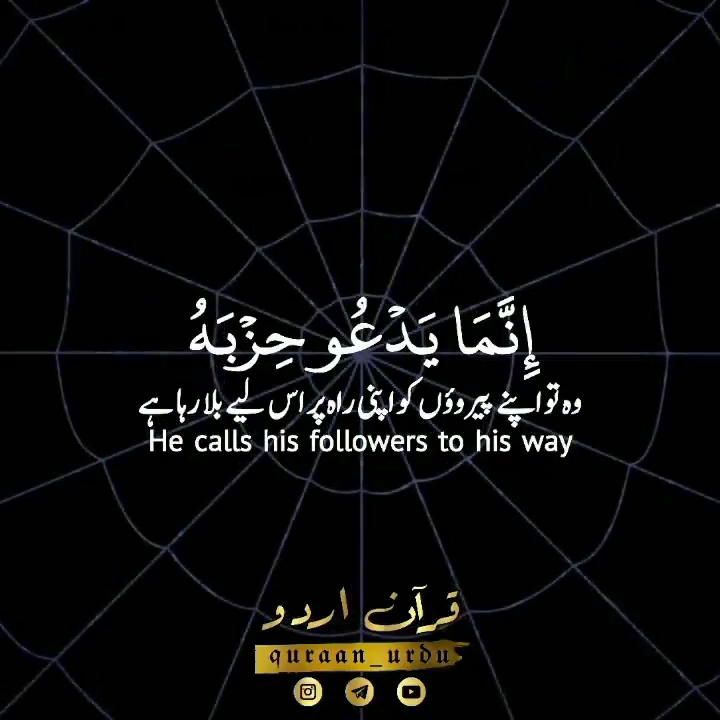 إِنَّمَا يَدْعُو حِزْبَهُ
وہ تو اپنے پیروؤں کو اپنی راہ پر اس لیے بلا رہا ہے
He calls his followers to his way
قرآن اردو
quraan_urdu